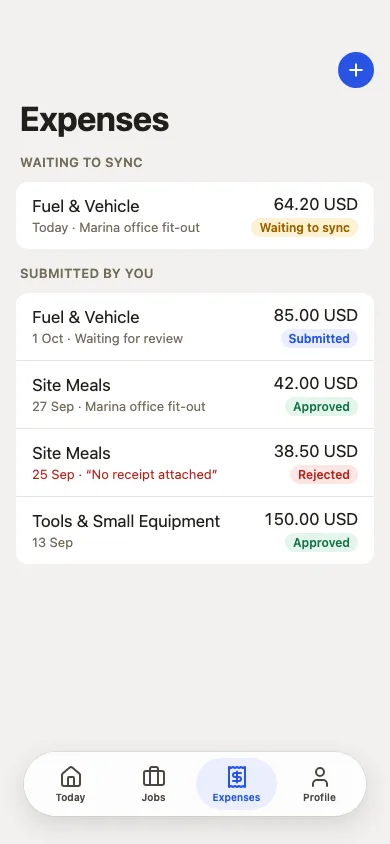 Expenses
WAITING TO SYNC
Fuel & Vehicle 64.20 USD
Today · Marina office fit-out Waiting to sync
SUBMITTED BY YOU
Fuel & Vehicle 85.00 USD
1 Oct · Waiting for review Submitted
Site Meals 42.00 USD
27 Sep · Marina office fit-out Approved
Site Meals 38.50 USD
25 Sep · “No receipt attached” Rejected
Tools & Small Equipment 150.00 USD
13 Sep Approved
Today Jobs Expenses Profile